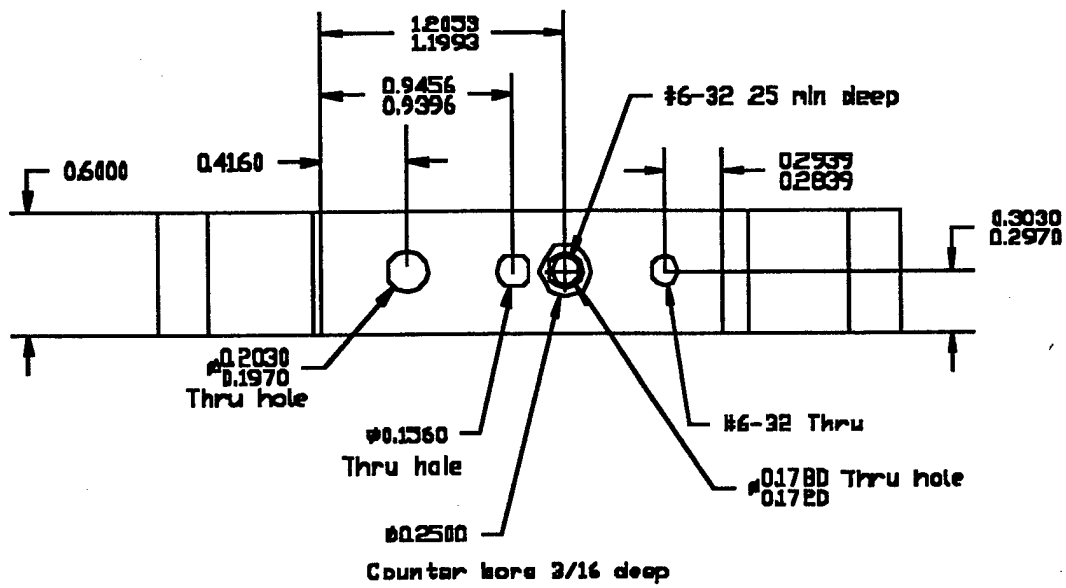 1.2053
1.1993
0.9456
0.9396
#6-32 .25 min deep
0.6000
0.4160
0.2939
0.2839
0.3030
0.2970
ø0.2030
0.1970
Thru hole
ø0.1560
Thru hole
#6-32 Thru
ø0.1780 Thru hole
0.1720
ø0.2500
Counter bore 3/16 deep